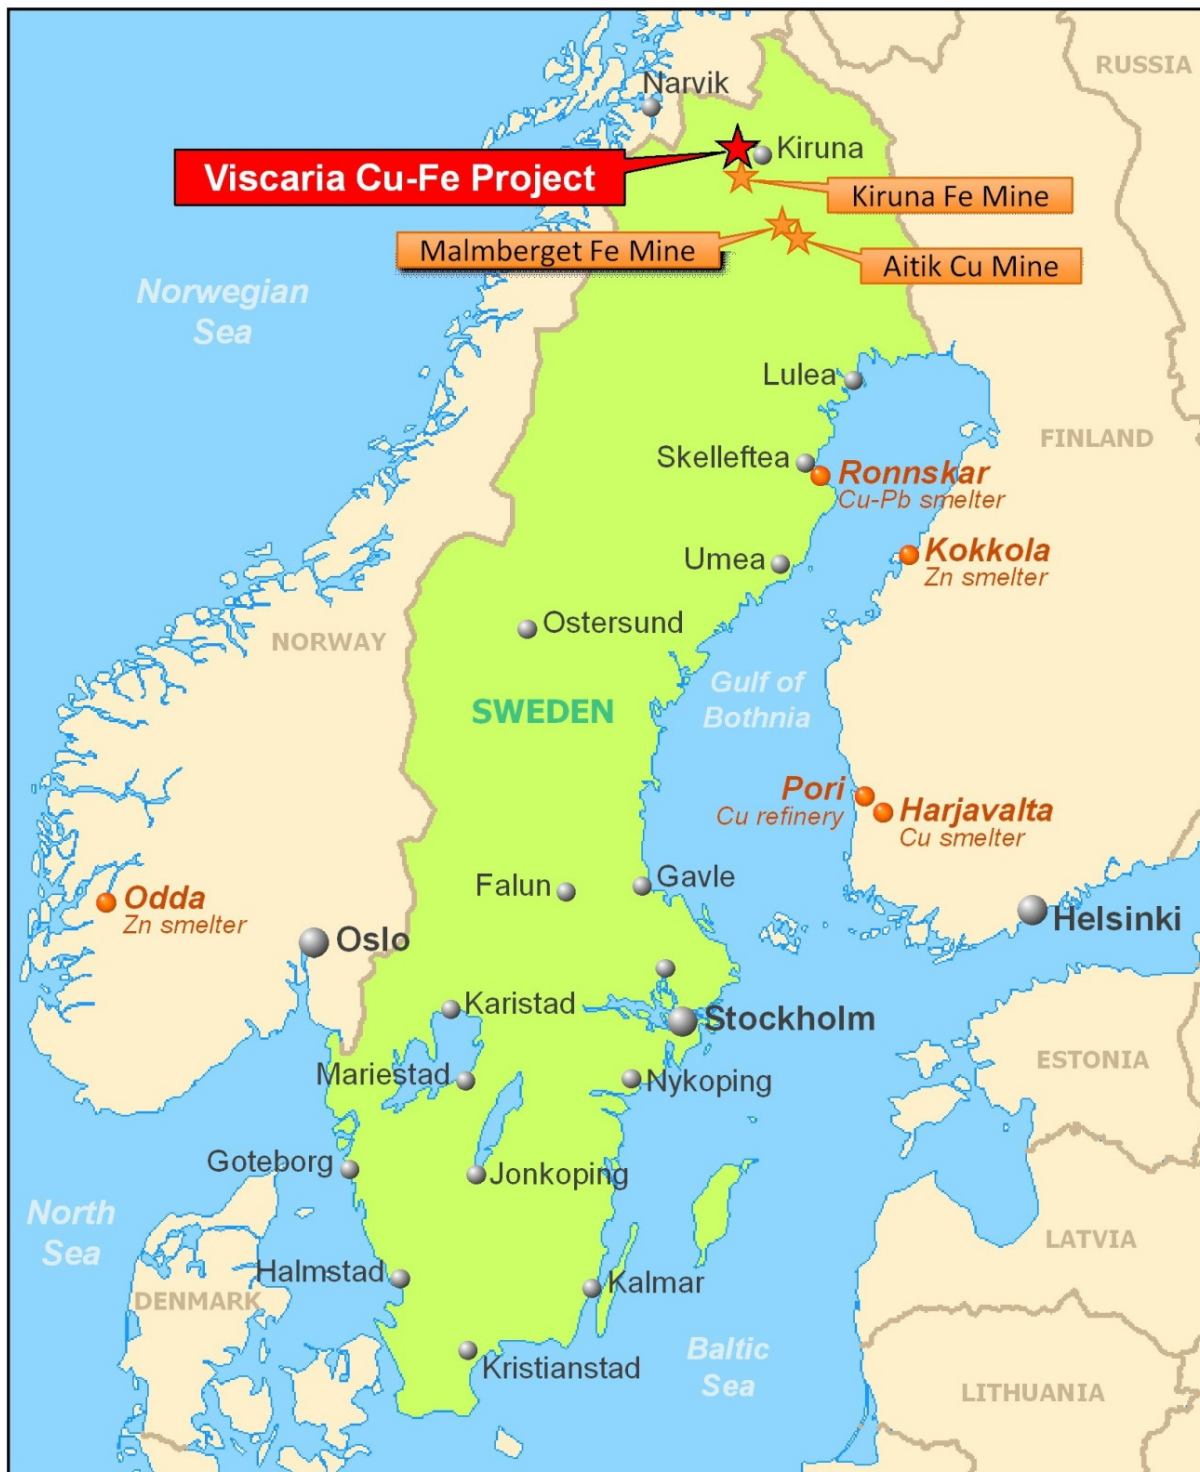 RUSSIA
Narvik
Kiruna
Viscaria Cu-Fe Project
Kiruna Fe Mine
Malmberget Fe Mine
Aitik Cu Mine
Norwegian
Sea
Lulea
FINLAND
Skelleftea
Ronnskar
Cu-Pb smelter
Kokkola
Zn smelter
Umea
Ostersund
NORWAY
SWEDEN
Gulf of
Bothnia
Pori
Cu refinery
Harjavalta
Cu smelter
Falun
Gavle
Odda
Zn smelter
Oslo
Helsinki
Karistad
Stockholm
Mariestad
Nykoping
ESTONIA
Goteborg
Jonkoping
North
Sea
LATVIA
Halmstad
Kalmar
DENMARK
Kristianstad
Baltic
Sea
LITHUANIA